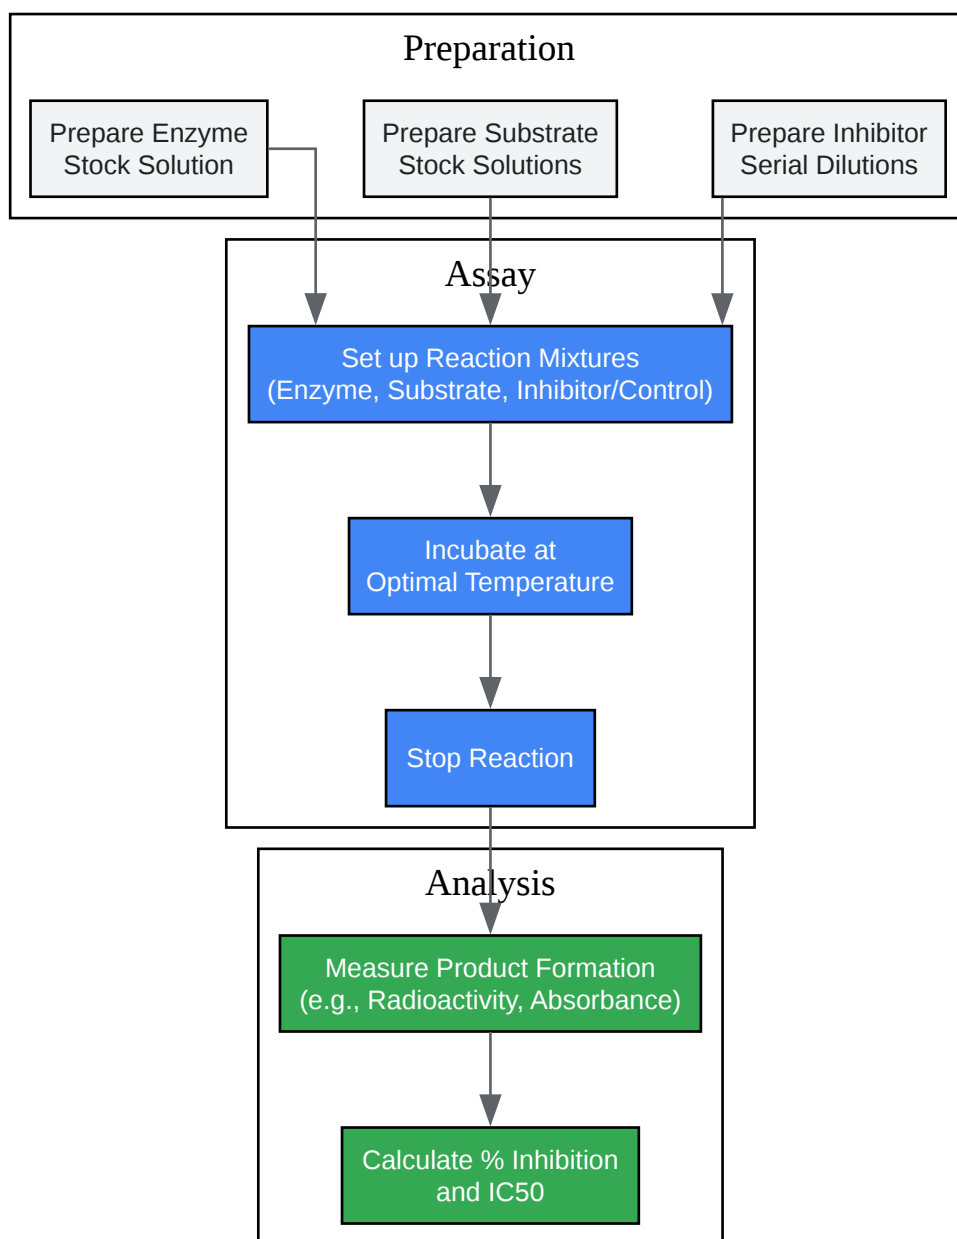 Preparation
Prepare Enzyme
Stock Solution
Prepare Substrate
Stock Solutions
Prepare Inhibitor
Serial Dilutions
Assay
Set up Reaction Mixtures
(Enzyme, Substrate, Inhibitor/Control)
Incubate at
Optimal Temperature
Stop Reaction
Analysis
Measure Product Formation
(e.g., Radioactivity, Absorbance)
Calculate % Inhibition
and IC50